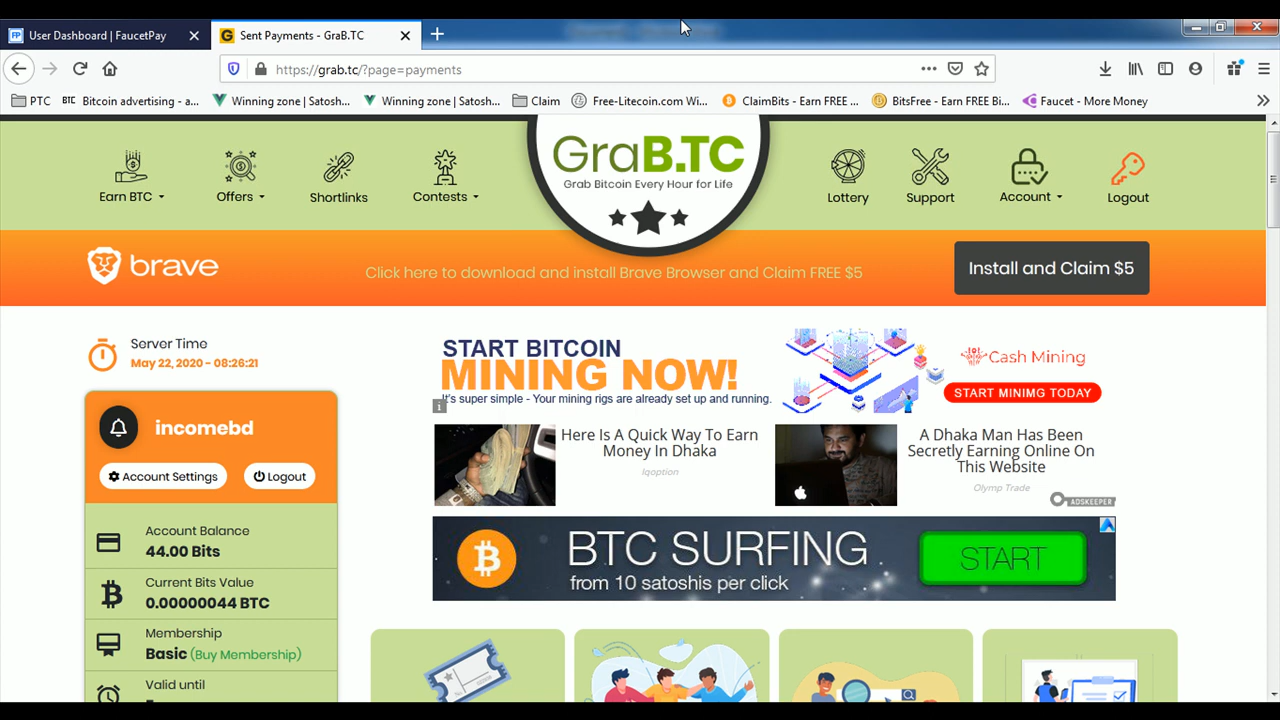 User Dashboard | FaucetPay
Sent Payments - GraB.TC
https://grab.tc/?page=payments
PTC
BTC Bitcoin advertising - a...
Winning zone | Satosh...
Winning zone | Satosh...
Claim
Free-Litecoin.com Wi...
ClaimBits - Earn FREE ...
BitsFree - Earn FREE Bi...
Faucet - More Money
Earn BTC
Offers
Shortlinks
Contests
GraB.TC
Grab Bitcoin Every Hour for Life
Lottery
Support
Account
Logout
brave
Click here to download and install Brave Browser and Claim FREE $5
Install and Claim $5
Server Time
May 22, 2020 - 08:26:21
START BITCOIN
MINING NOW!
It's super simple - Your mining rigs are already set up and running.
Cash Mining
START MINIMG TODAY
incomebd
Account Settings
Logout
Here Is A Quick Way To Earn
Money In Dhaka
Iqoption
A Dhaka Man Has Been
Secretly Earning Online On
This Website
Olymp Trade
ADSKEEPER
BTC SURFING
from 10 satoshis per click
START
Account Balance
44.00 Bits
Current Bits Value
0.00000044 BTC
Membership
Basic (Buy Membership)
Valid until